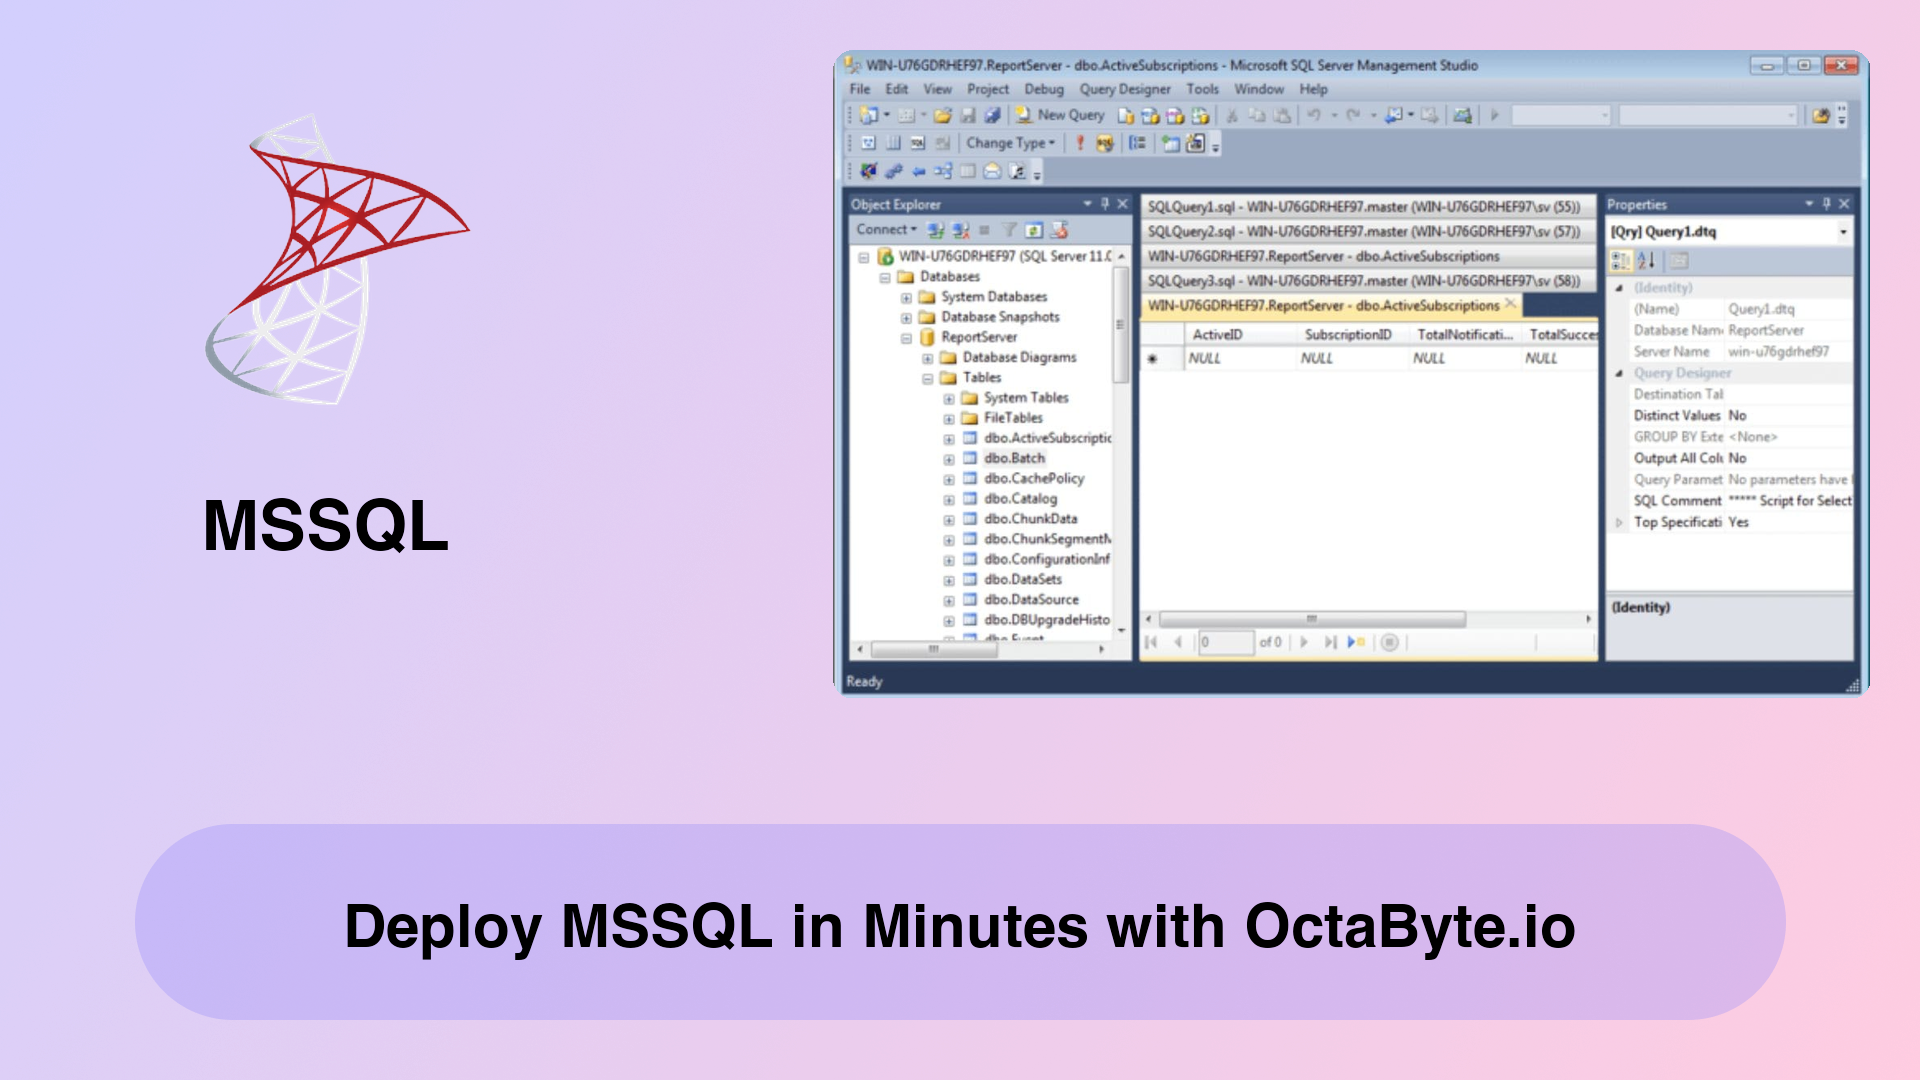 MSSQL
WIN-U76GDRHEF97.ReportServer - dbo.ActiveSubscriptions - Microsoft SQL Server Management Studio
File Edit View Project Debug Query Designer Tools Window Help
New Query
Change Type
Object Explorer
Connect
WIN-U76GDRHEF97 (SQL Server 11.0
Databases
System Databases
Database Snapshots
ReportServer
Database Diagrams
Tables
System Tables
FileTables
dbo.ActiveSubscriptic
dbo.Batch
dbo.CachePolicy
dbo.Catalog
dbo.ChunkData
dbo.ChunkSegmentM
dbo.ConfigurationInf
dbo.DataSets
dbo.DataSource
dbo.DBUpgradeHisto
dbo.Event
SQLQuery1.sql - WIN-U76GDRHEF97.master (WIN-U76GDRHEF97\sv (55))
SQLQuery2.sql - WIN-U76GDRHEF97.master (WIN-U76GDRHEF97\sv (57))
WIN-U76GDRHEF97.ReportServer - dbo.ActiveSubscriptions
SQLQuery3.sql - WIN-U76GDRHEF97.master (WIN-U76GDRHEF97\sv (58))
WIN-U76GDRHEF97.ReportServer - dbo.ActiveSubscriptions
ActiveID SubscriptionID TotalNotificati... TotalSucces
NULL NULL NULL NULL
0 of 0
Properties
[Qry] Query1.dtq
(Identity)
(Name) Query1.dtq
Database Name ReportServer
Server Name win-u76gdrhef97
Query Designer
Destination Tal
Distinct Values No
GROUP BY Exte <None>
Output All Colu No
Query Paramet No parameters have
SQL Comment ***** Script for Select
Top Specificati Yes
(Identity)
Ready
Deploy MSSQL in Minutes with OctaByte.io